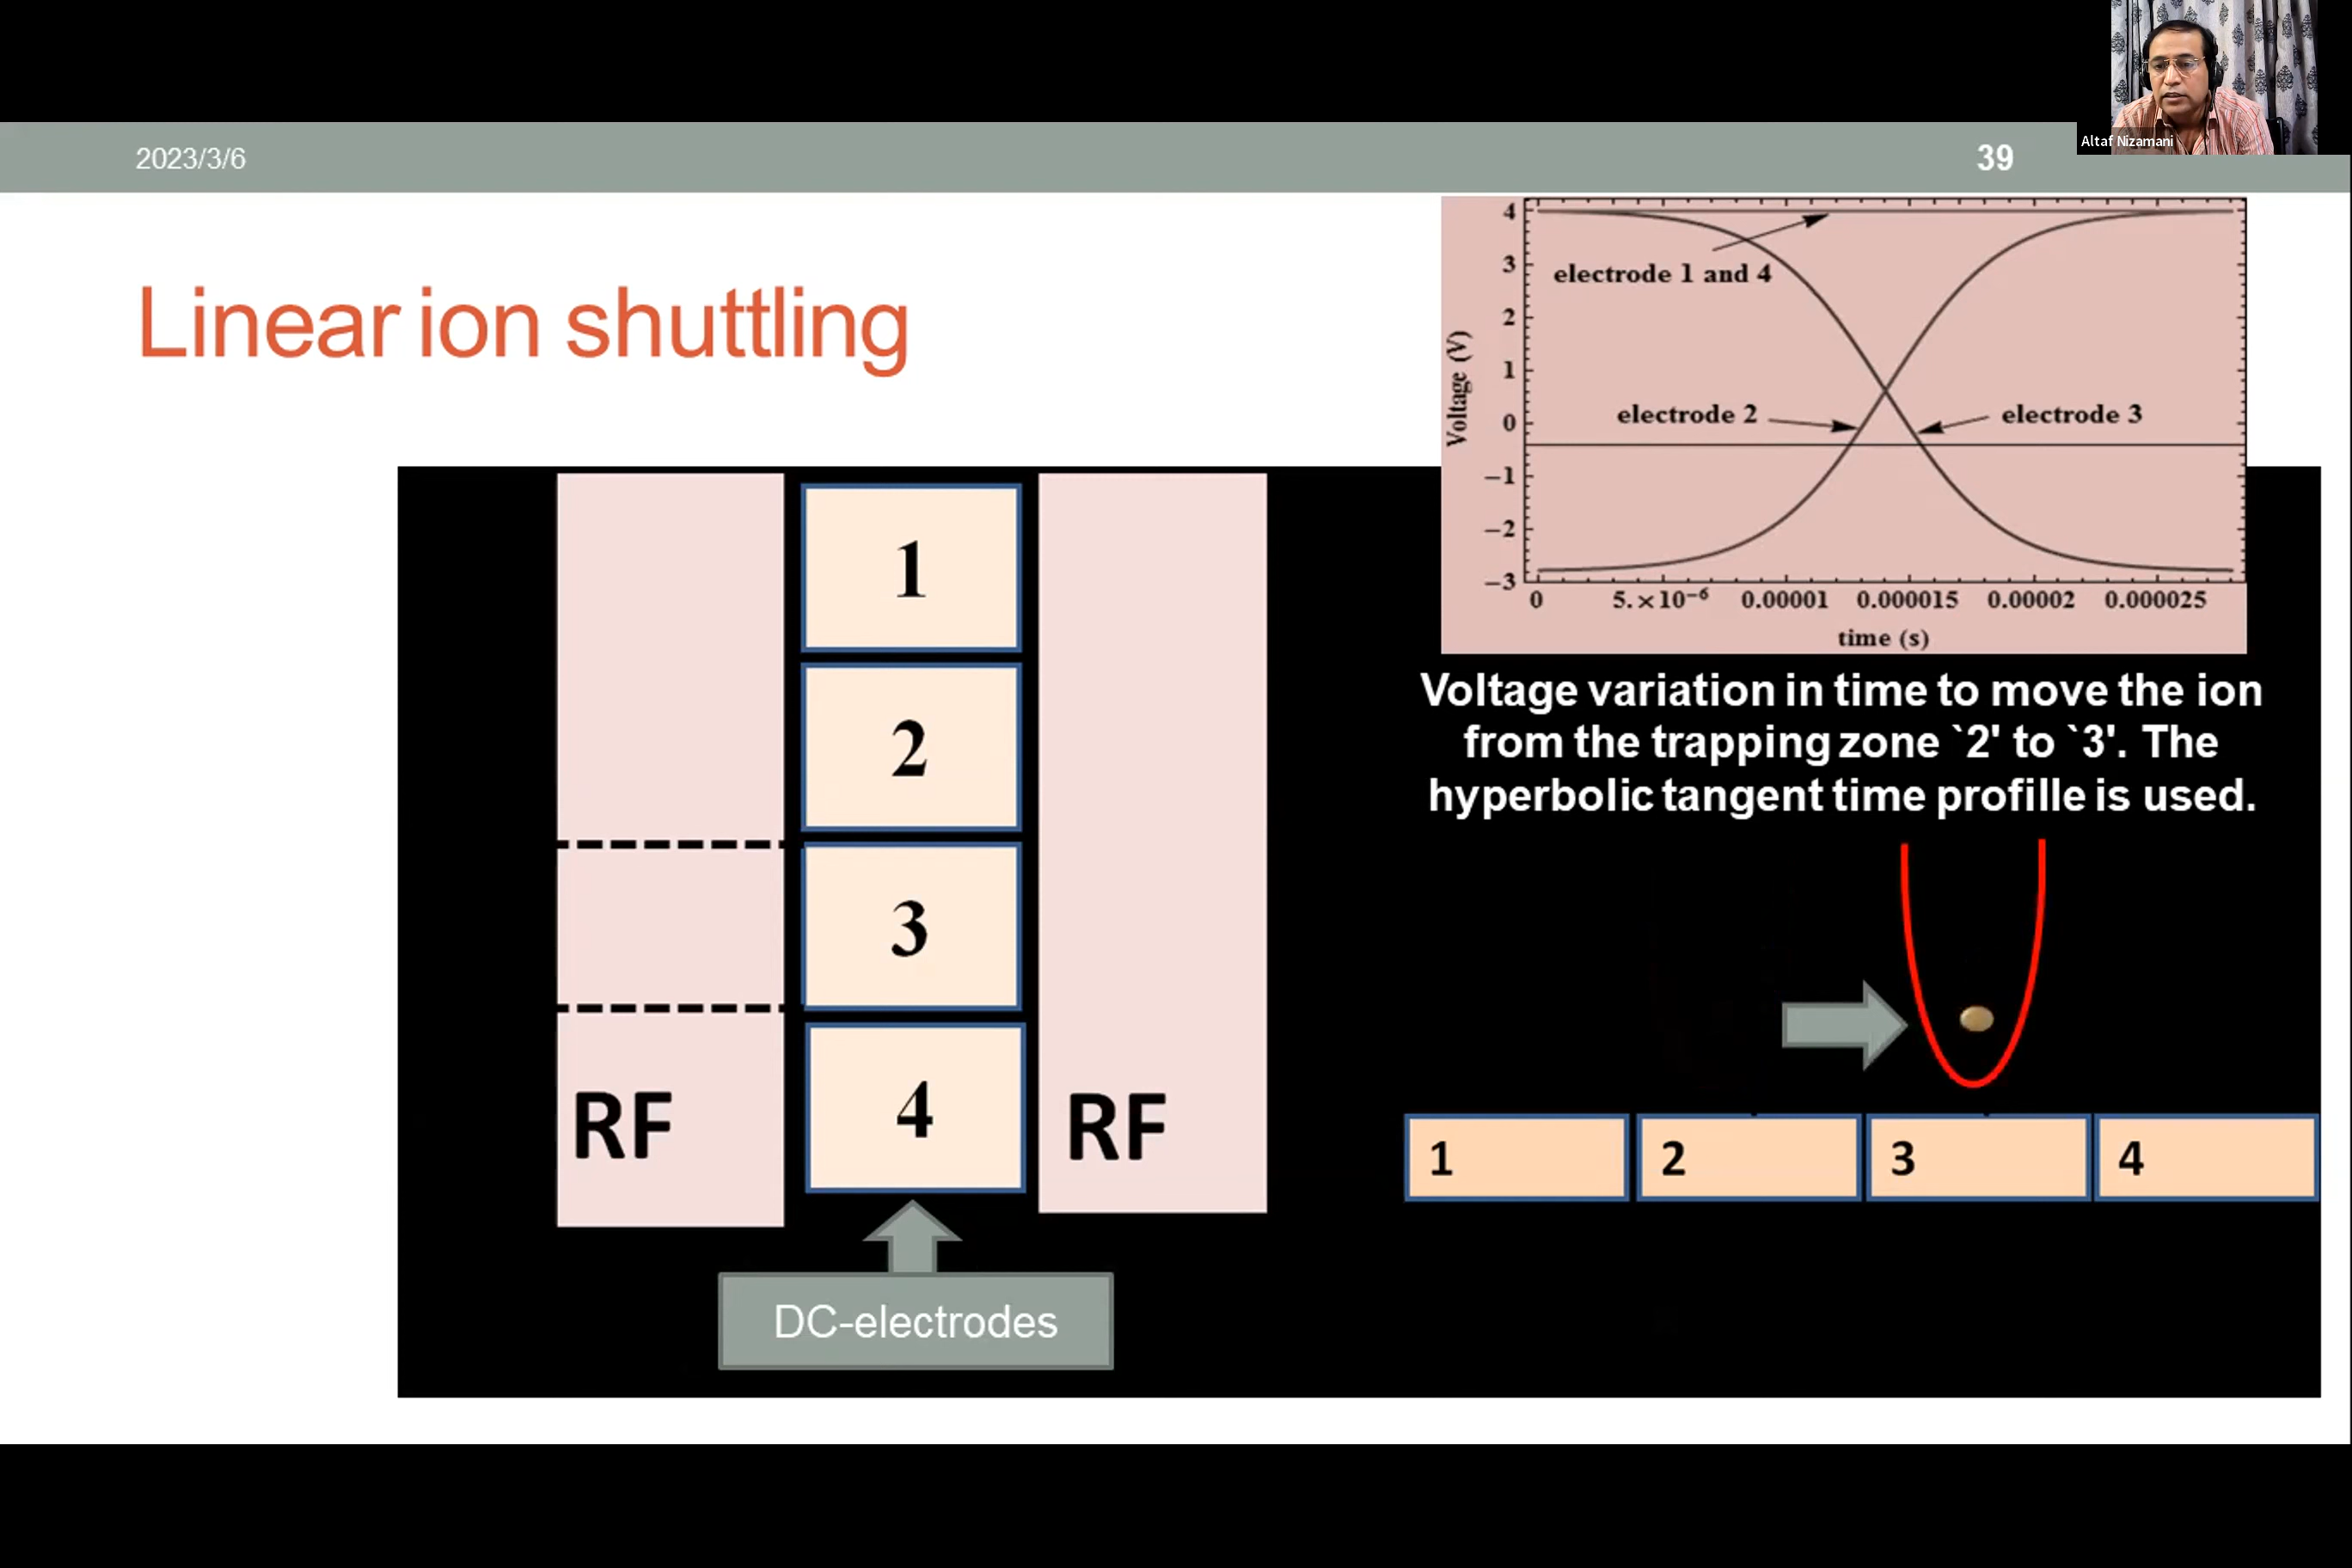 Altaf Nizamani
2023/3/6
39
Linear ion shuttling
4
3
2
1
0
−1
−2
−3
Voltage (V)
electrode 1 and 4
electrode 2
electrode 3
0
5.×10⁻⁶
0.00001
0.000015
0.00002
0.000025
time (s)
Voltage variation in time to move the ion
from the trapping zone `2' to `3'. The
hyperbolic tangent time profille is used.
1
2
3
4
RF
RF
DC-electrodes
1
2
3
4